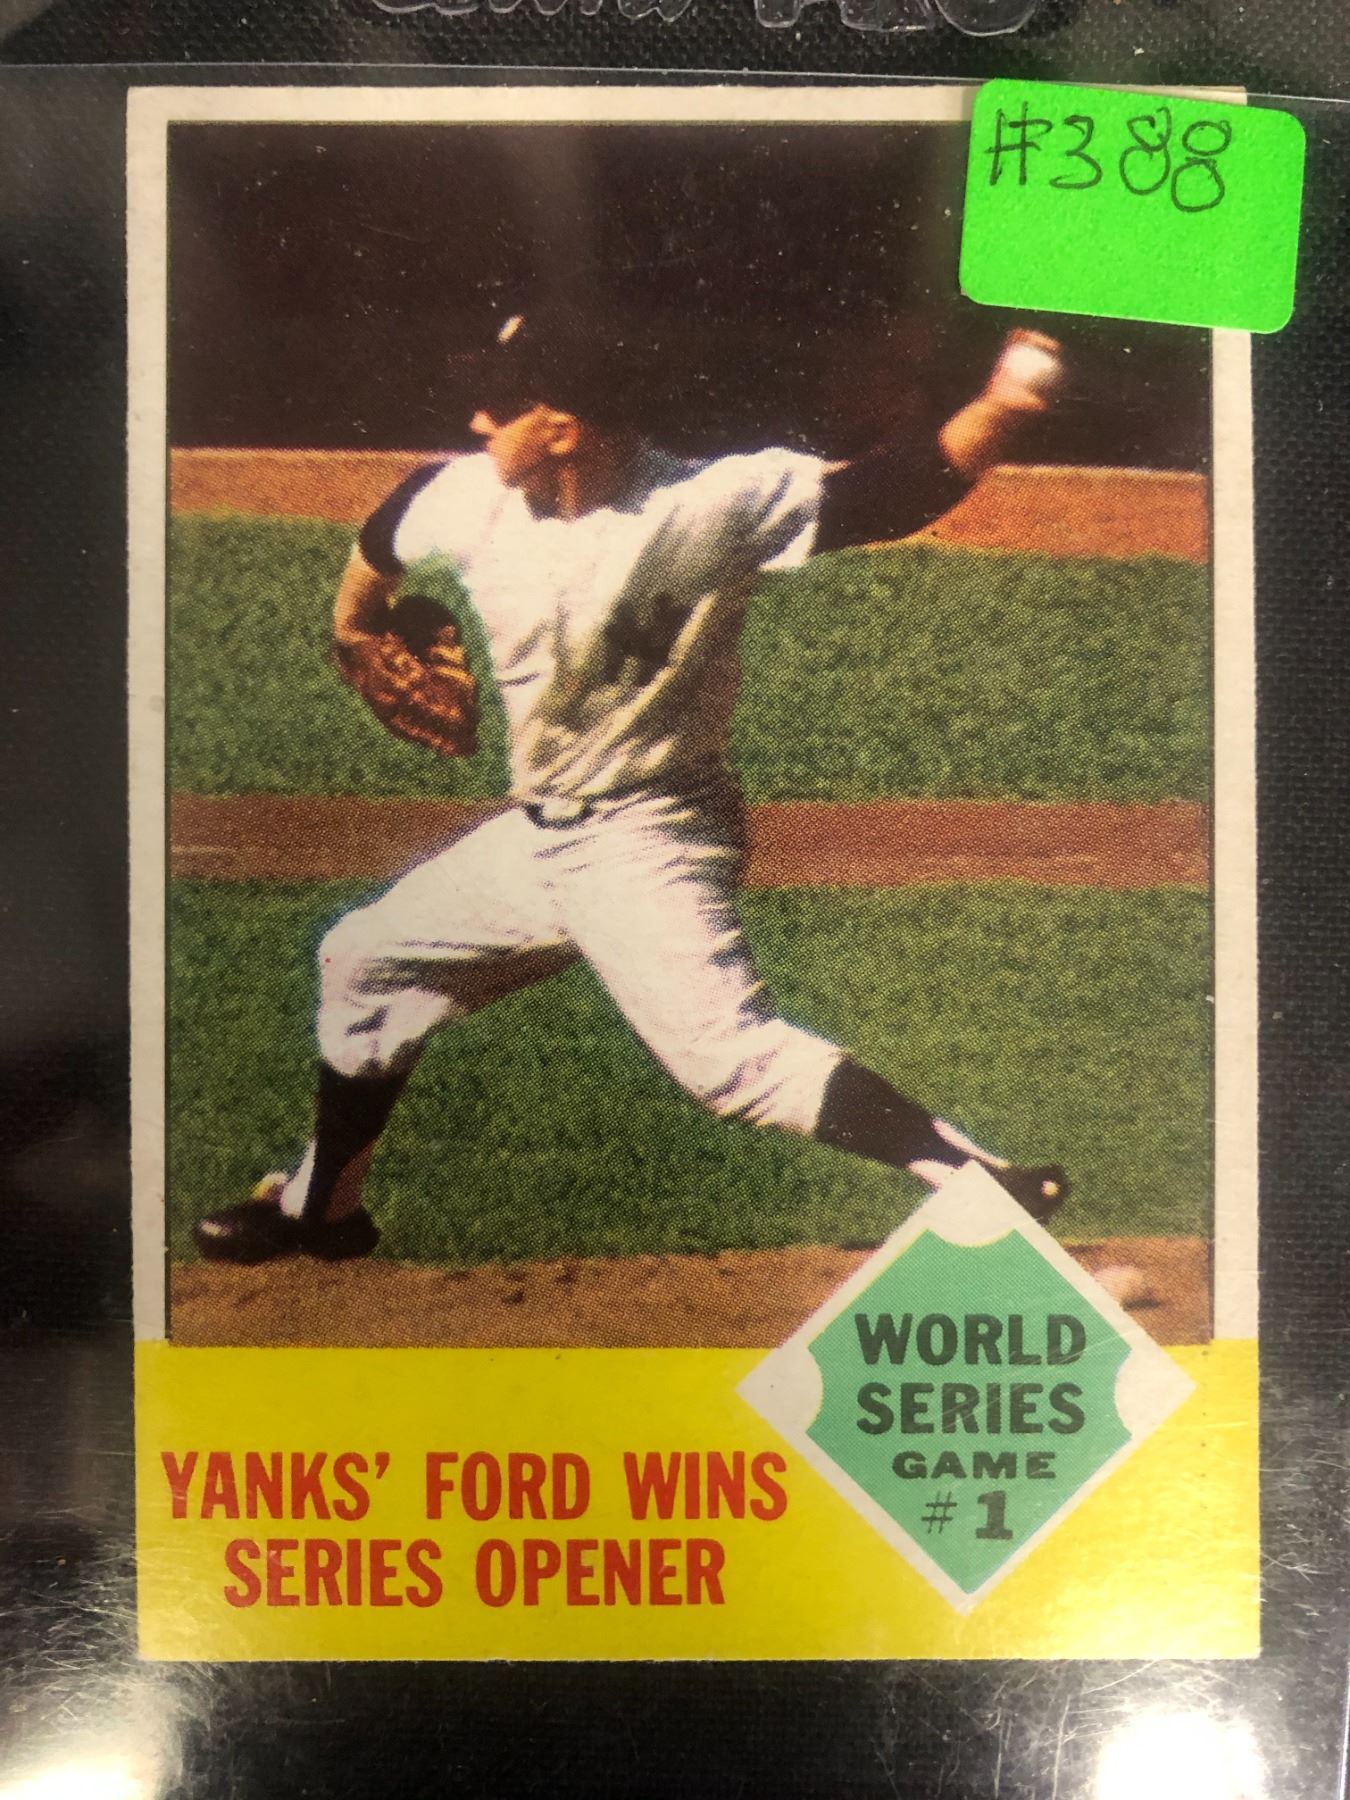 #388
WORLD
SERIES
GAME
#1
YANKS' FORD WINS
SERIES OPENER